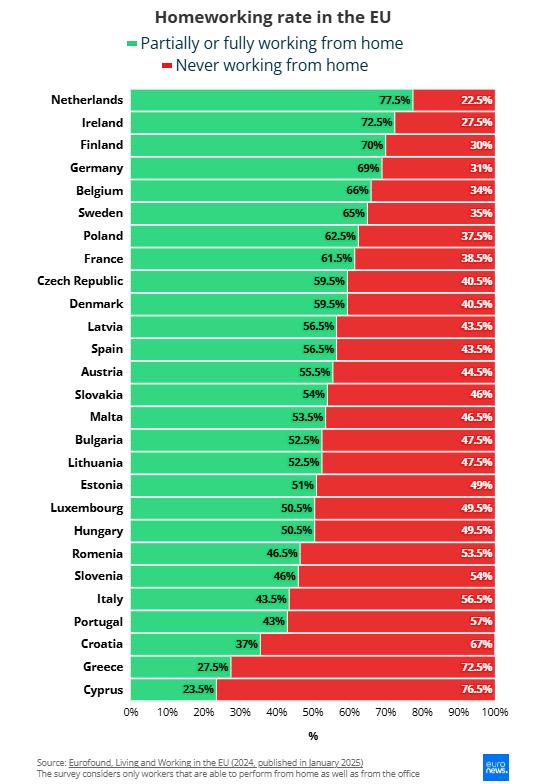 Homeworking rate in the EU
Partially or fully working from home
Never working from home
Netherlands 77.5% 22.5%
Ireland 72.5% 27.5%
Finland 70% 30%
Germany 69% 31%
Belgium 66% 34%
Sweden 65% 35%
Poland 62.5% 37.5%
France 61.5% 38.5%
Czech Republic 59.5% 40.5%
Denmark 59.5% 40.5%
Latvia 56.5% 43.5%
Spain 56.5% 43.5%
Austria 55.5% 44.5%
Slovakia 54% 46%
Malta 53.5% 46.5%
Bulgaria 52.5% 47.5%
Lithuania 52.5% 47.5%
Estonia 51% 49%
Luxembourg 50.5% 49.5%
Hungary 50.5% 49.5%
Romenia 46.5% 53.5%
Slovenia 46% 54%
Italy 43.5% 56.5%
Portugal 43% 57%
Croatia 37% 67%
Greece 27.5% 72.5%
Cyprus 23.5% 76.5%
0% 10% 20% 30% 40% 50% 60% 70% 80% 90% 100%
%
Source: Eurofound, Living and Working in the EU (2024, published in January 2025)
The survey considers only workers that are able to perform from home as well as from the office
euro
news.